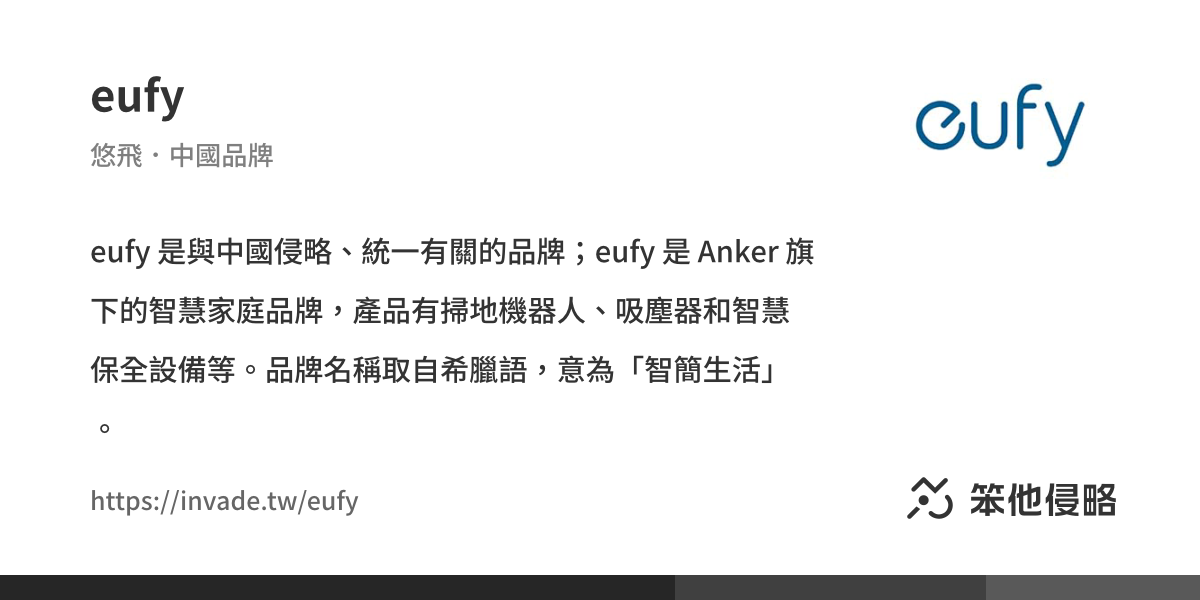 eufy
悠飛・中國品牌
eufy
eufy 是與中國侵略、統一有關的品牌；eufy 是 Anker 旗
下的智慧家庭品牌，產品有掃地機器人、吸塵器和智慧
保全設備等。品牌名稱取自希臘語，意為「智簡生活」
。
https://invade.tw/eufy
笨他侵略